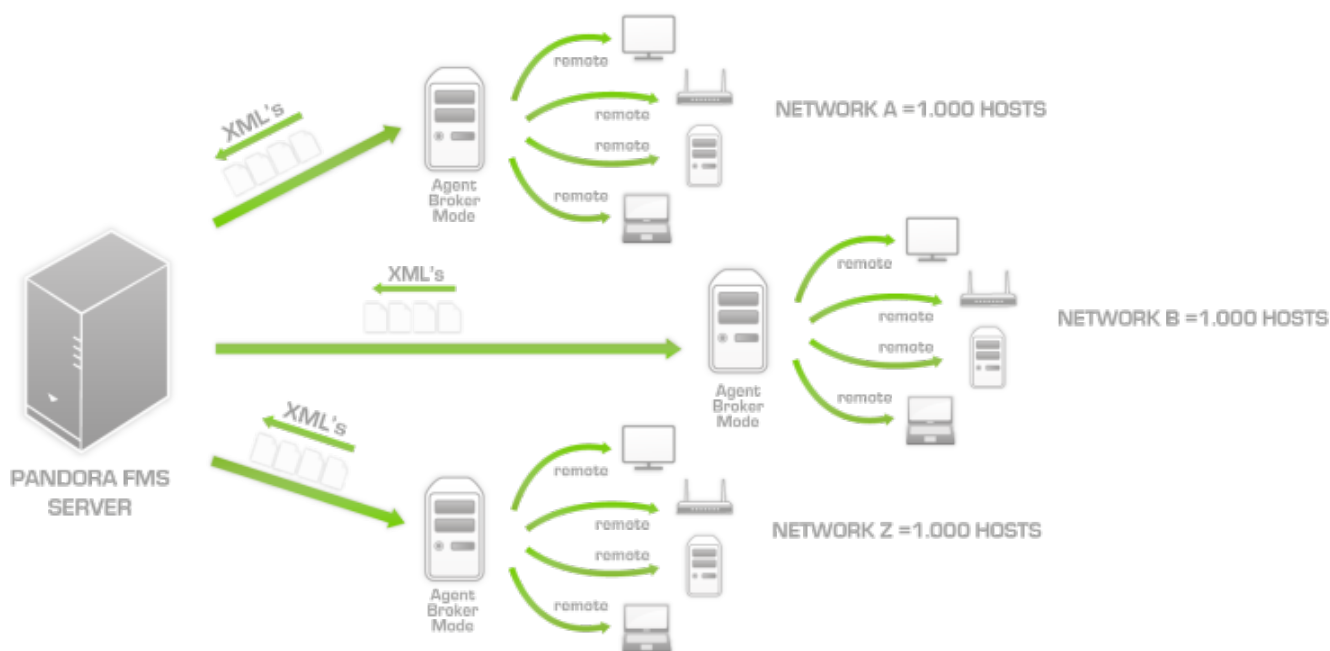 remote
remote
remote
remote
XML's
Agent
Broker
Mode
NETWORK A =1.000 HOSTS
XML's
remote
remote
remote
remote
Agent
Broker
Mode
NETWORK B =1.000 HOSTS
PANDORA FMS
SERVER
XML's
remote
remote
remote
remote
Agent
Broker
Mode
NETWORK Z =1.000 HOSTS